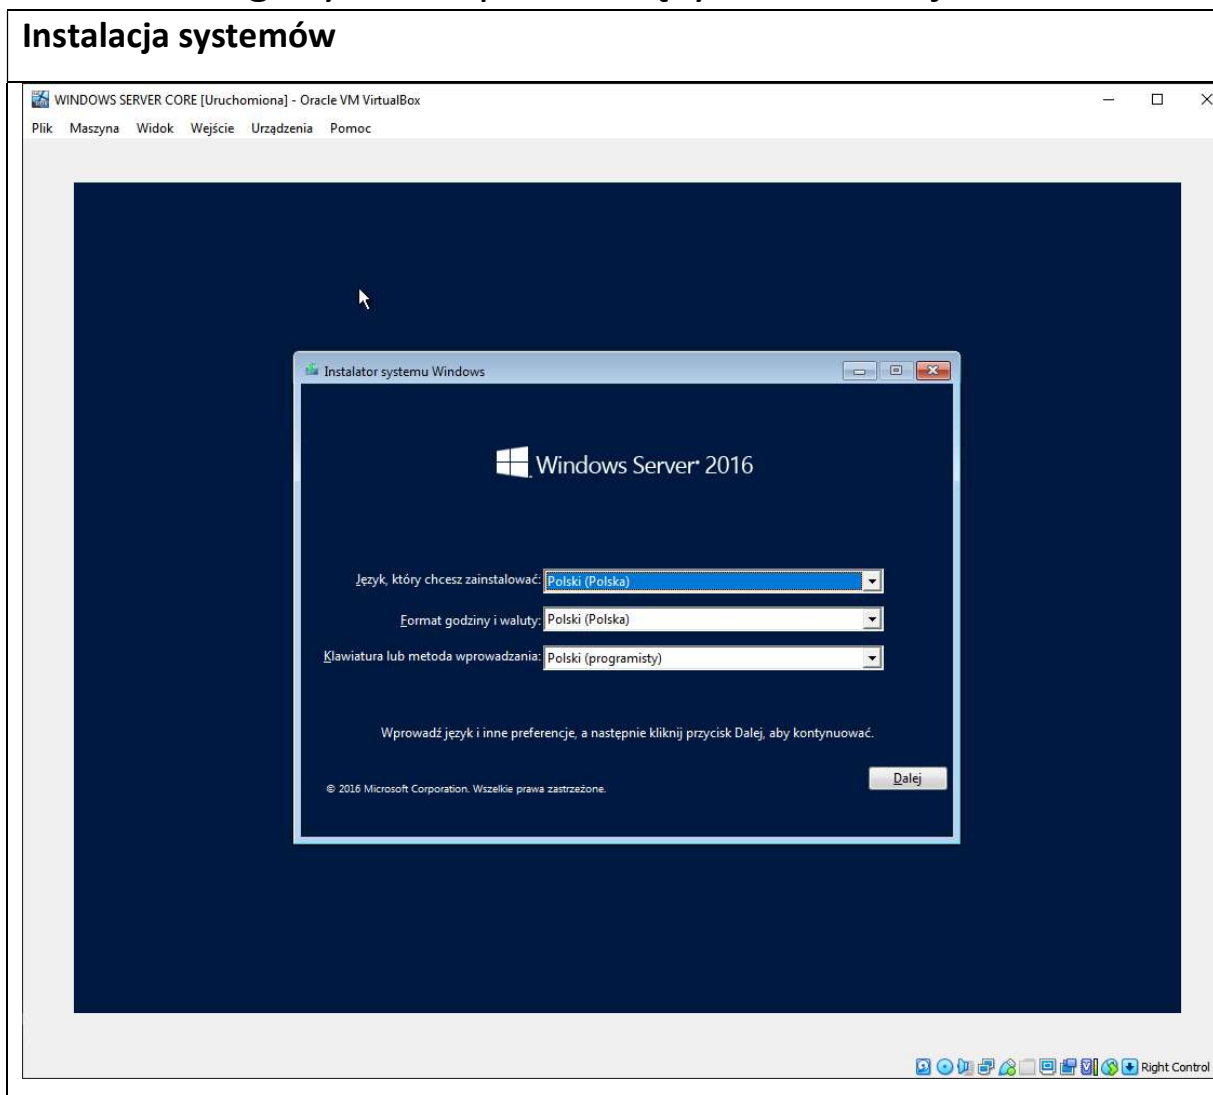 Instalacja systemów
WINDOWS SERVER CORE [Uruchomiona] - Oracle VM VirtualBox
Plik Maszyna Widok Wejście Urządzenia Pomoc
Instalator systemu Windows
Windows Server® 2016
Język, który chcesz zainstalować: Polski (Polska)
Format godziny i waluty: Polski (Polska)
Klawiatura lub metoda wprowadzania: Polski (programisty)
Wprowadź język i inne preferencje, a następnie kliknij przycisk Dalej, aby kontynuować.
Dalej
© 2016 Microsoft Corporation. Wszelkie prawa zastrzeżone.
Right Control